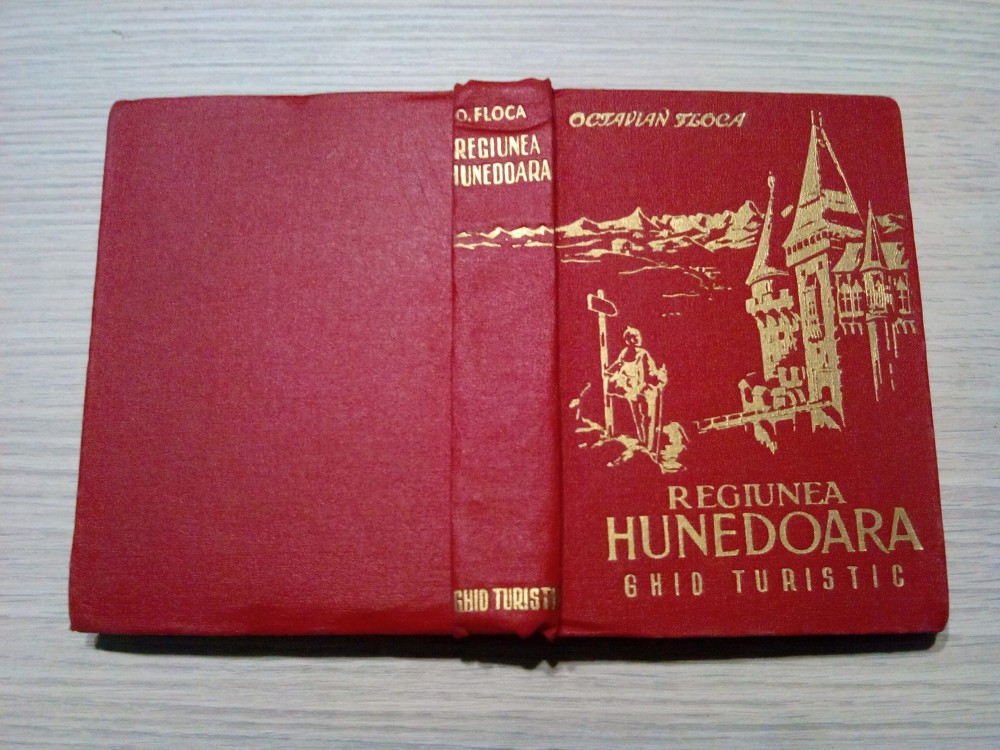 O. FLOCA
REGIUNEA
HUNEDOARA
GHID TURISTI
OCTAVIAN FLOCA
REGIUNEA
HUNEDOARA
GHID TURISTIC